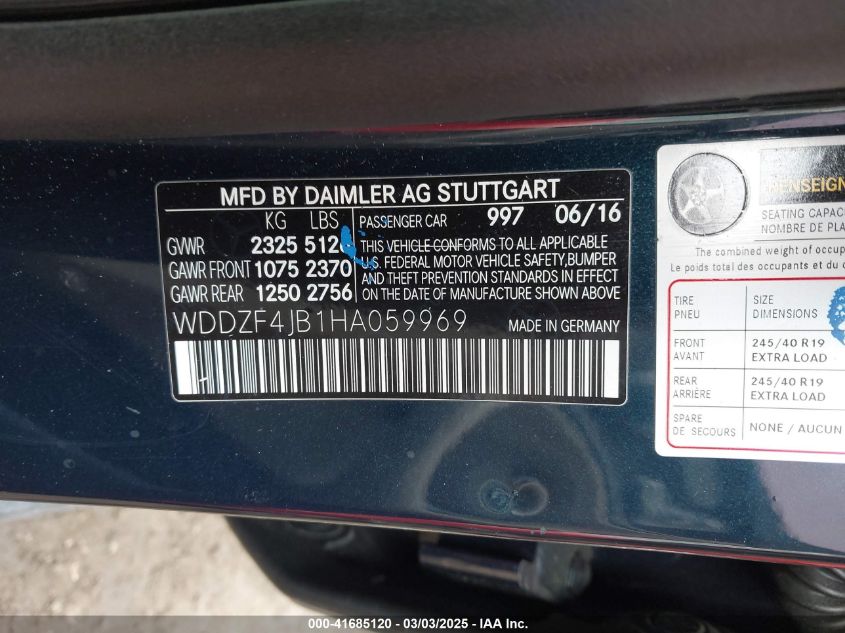 MFD BY DAIMLER AG STUTTGART
KG LBS PASSENGER CAR 997 06/16
GVWR 2325 THIS VEHICLE CONFORMS TO ALL APPLICABLE
GAWR FRONT 1075 2370 U.S. FEDERAL MOTOR VEHICLE SAFETY, BUMPER
AND THEFT PREVENTION STANDARDS IN EFFECT
GAWR REAR 1250 2756 ON THE DATE OF MANUFACTURE SHOWN ABOVE
WDDZF4JB1HA059969 MADE IN GERMANY
SEATING
NOMBRE DE
The combined weight of
Le poids total des occupants et du
TIRE SIZE
PNEU DIMENSIONS
FRONT 245/40 R19
AVANT EXTRA LOAD
REAR 245/40 R19
ARRIÈRE EXTRA LOAD
SPARE
DE SECOURS NONE / AUCUN
000-41685120 - 03/03/2025 - IAA, Inc.